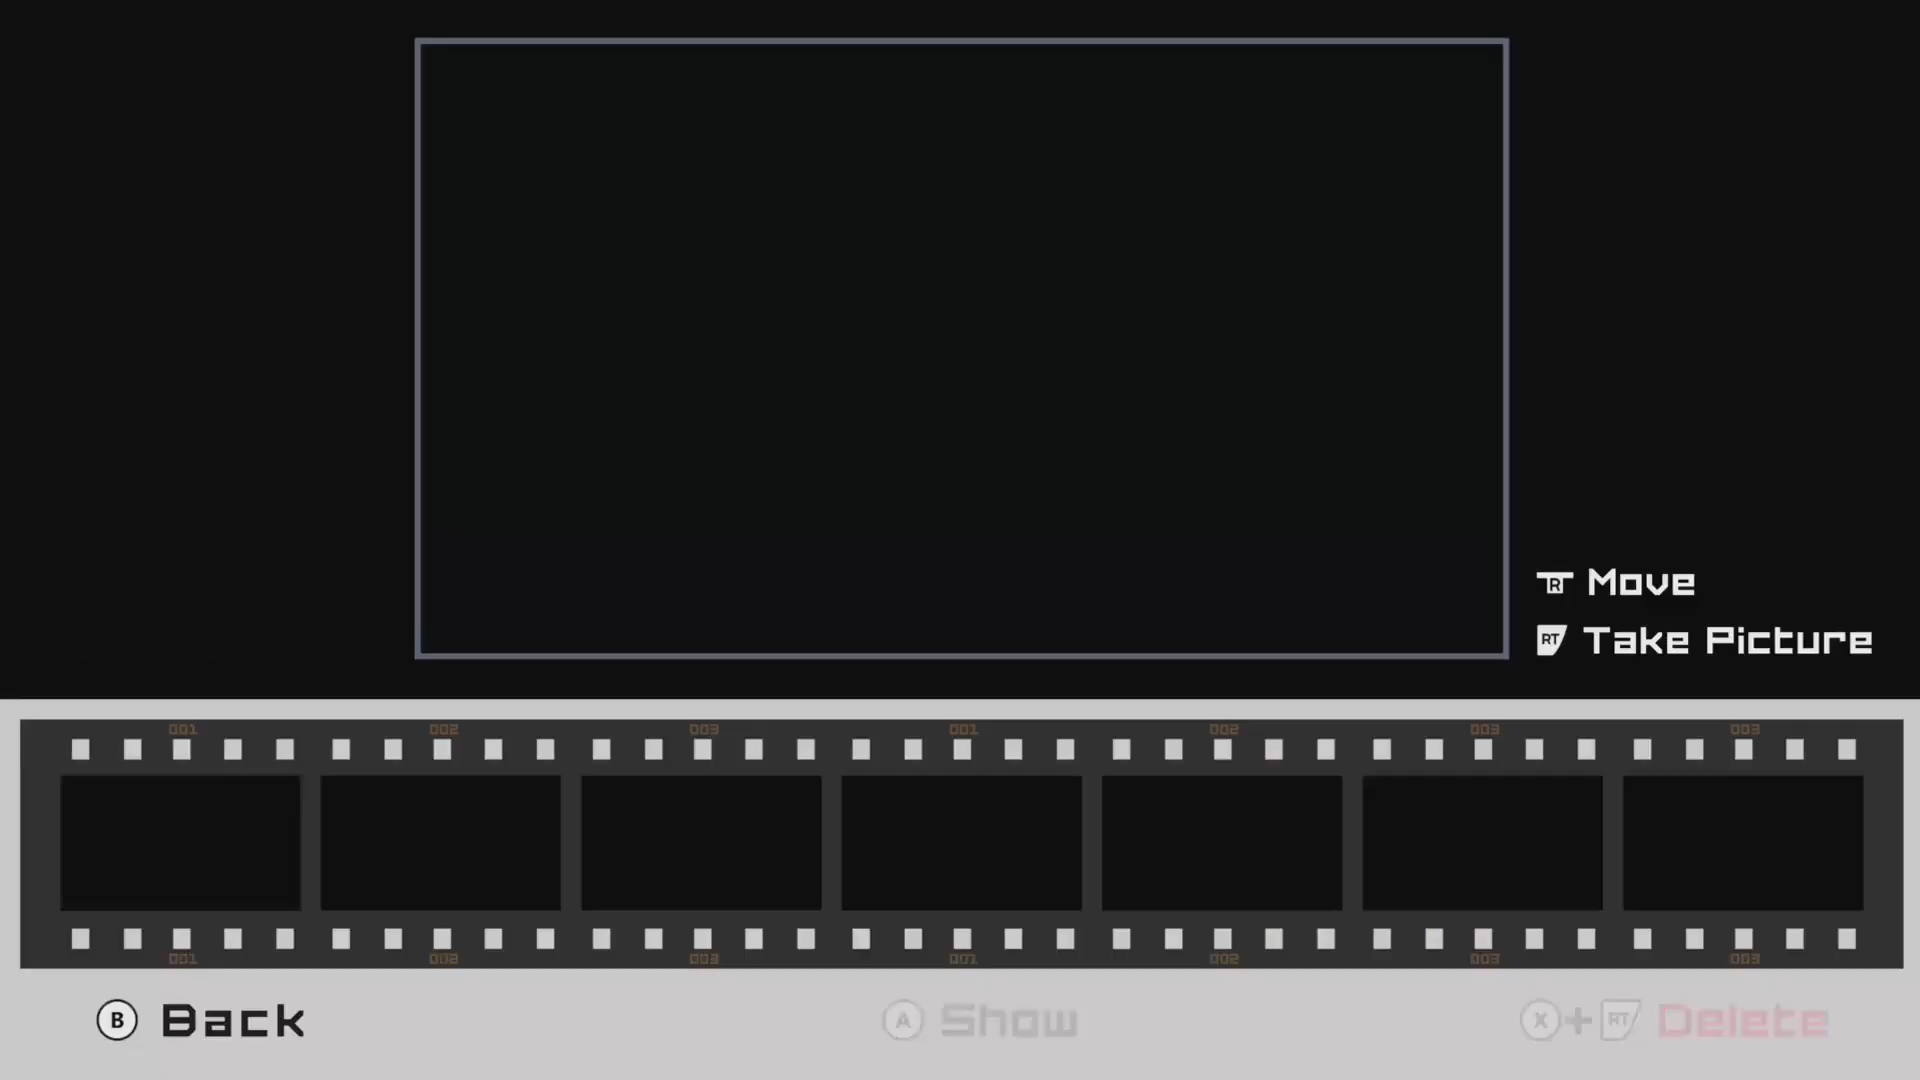 R Move
RT Take Picture
001 002 003 001 002 003 003
001 002 003 001 002 003 003
B Back
A Show
X + RT Delete